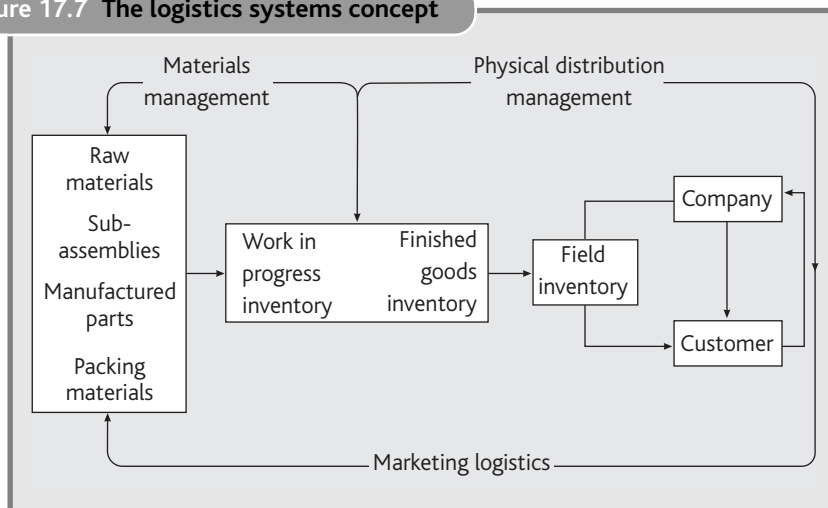 ure 17.7 The logistics systems concept
Materials
management
Physical distribution
management
Raw
materials
Sub-
assemblies
Manufactured
parts
Packing
materials
Work in
progress
inventory
Finished
goods
inventory
Field
inventory
Company
Customer
Marketing logistics